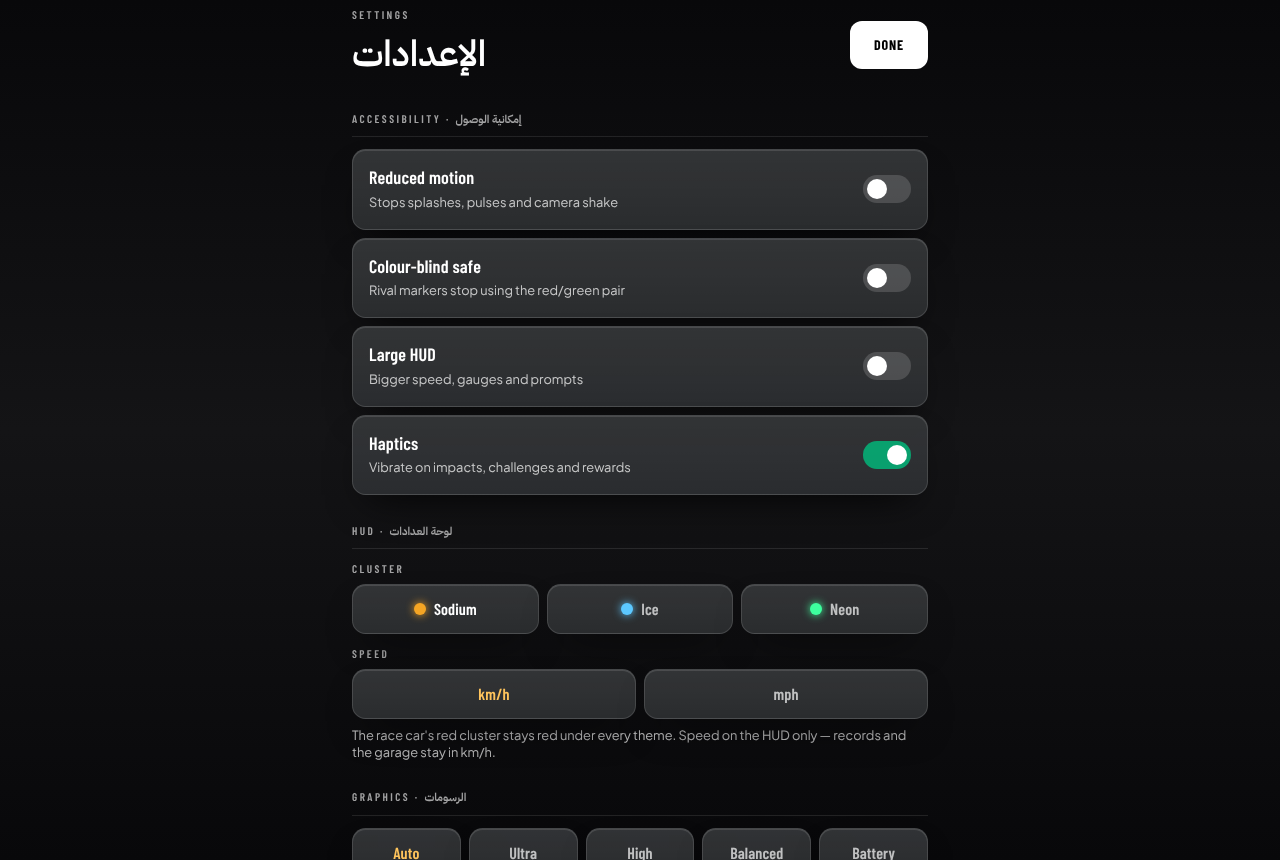 SETTINGS
الإعدادات
DONE
ACCESSIBILITY · إمكانية الوصول
Reduced motion
Stops splashes, pulses and camera shake
Colour-blind safe
Rival markers stop using the red/green pair
Large HUD
Bigger speed, gauges and prompts
Haptics
Vibrate on impacts, challenges and rewards
HUD · لوحة العدادات
CLUSTER
Sodium Ice Neon
SPEED
km/h mph
The race car's red cluster stays red under every theme. Speed on the HUD only — records and
the garage stay in km/h.
GRAPHICS · الرسومات
Auto Ultra High Balanced Battery